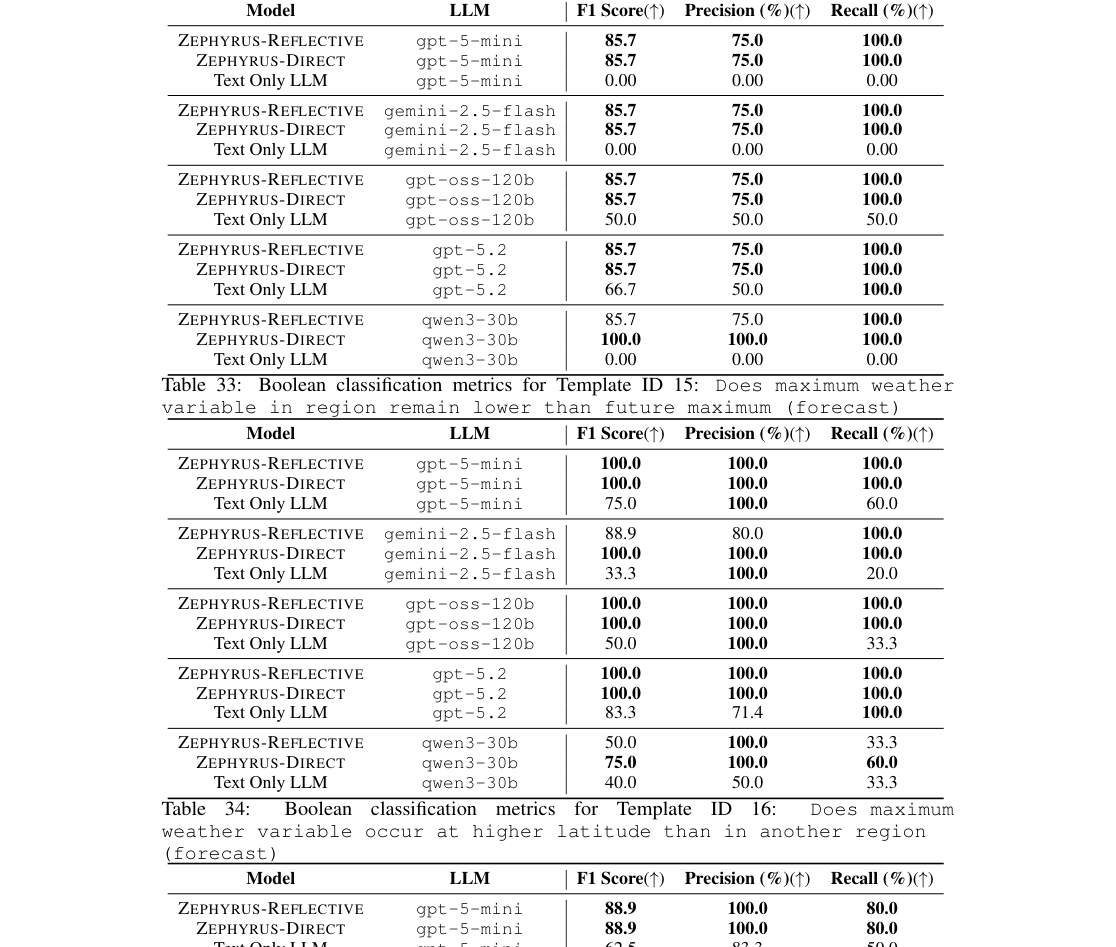 Model LLM F1 Score(↑) Precision (%)(↑) Recall (%)(↑)
ZEPHYRUS-REFLECTIVE gpt-5-mini 85.7 75.0 100.0
ZEPHYRUS-DIRECT gpt-5-mini 85.7 75.0 100.0
Text Only LLM gpt-5-mini 0.00 0.00 0.00
ZEPHYRUS-REFLECTIVE gemini-2.5-flash 85.7 75.0 100.0
ZEPHYRUS-DIRECT gemini-2.5-flash 85.7 75.0 100.0
Text Only LLM gemini-2.5-flash 0.00 0.00 0.00
ZEPHYRUS-REFLECTIVE gpt-oss-120b 85.7 75.0 100.0
ZEPHYRUS-DIRECT gpt-oss-120b 85.7 75.0 100.0
Text Only LLM gpt-oss-120b 50.0 50.0 50.0
ZEPHYRUS-REFLECTIVE gpt-5.2 85.7 75.0 100.0
ZEPHYRUS-DIRECT gpt-5.2 85.7 75.0 100.0
Text Only LLM gpt-5.2 66.7 50.0 100.0
ZEPHYRUS-REFLECTIVE qwen3-30b 85.7 75.0 100.0
ZEPHYRUS-DIRECT qwen3-30b 100.0 100.0 100.0
Text Only LLM qwen3-30b 0.00 0.00 0.00
Table 33: Boolean classification metrics for Template ID 15: Does maximum weather
variable in region remain lower than future maximum (forecast)
Model LLM F1 Score(↑) Precision (%)(↑) Recall (%)(↑)
ZEPHYRUS-REFLECTIVE gpt-5-mini 100.0 100.0 100.0
ZEPHYRUS-DIRECT gpt-5-mini 100.0 100.0 100.0
Text Only LLM gpt-5-mini 75.0 100.0 60.0
ZEPHYRUS-REFLECTIVE gemini-2.5-flash 88.9 80.0 100.0
ZEPHYRUS-DIRECT gemini-2.5-flash 100.0 100.0 100.0
Text Only LLM gemini-2.5-flash 33.3 100.0 20.0
ZEPHYRUS-REFLECTIVE gpt-oss-120b 100.0 100.0 100.0
ZEPHYRUS-DIRECT gpt-oss-120b 100.0 100.0 100.0
Text Only LLM gpt-oss-120b 50.0 100.0 33.3
ZEPHYRUS-REFLECTIVE gpt-5.2 100.0 100.0 100.0
ZEPHYRUS-DIRECT gpt-5.2 100.0 100.0 100.0
Text Only LLM gpt-5.2 83.3 71.4 100.0
ZEPHYRUS-REFLECTIVE qwen3-30b 50.0 100.0 33.3
ZEPHYRUS-DIRECT qwen3-30b 75.0 100.0 60.0
Text Only LLM qwen3-30b 40.0 50.0 33.3
Table 34: Boolean classification metrics for Template ID 16: Does maximum
weather variable occur at higher latitude than in another region
(forecast)
Model LLM F1 Score(↑) Precision (%)(↑) Recall (%)(↑)
ZEPHYRUS-REFLECTIVE gpt-5-mini 88.9 100.0 80.0
ZEPHYRUS-DIRECT gpt-5-mini 88.9 100.0 80.0